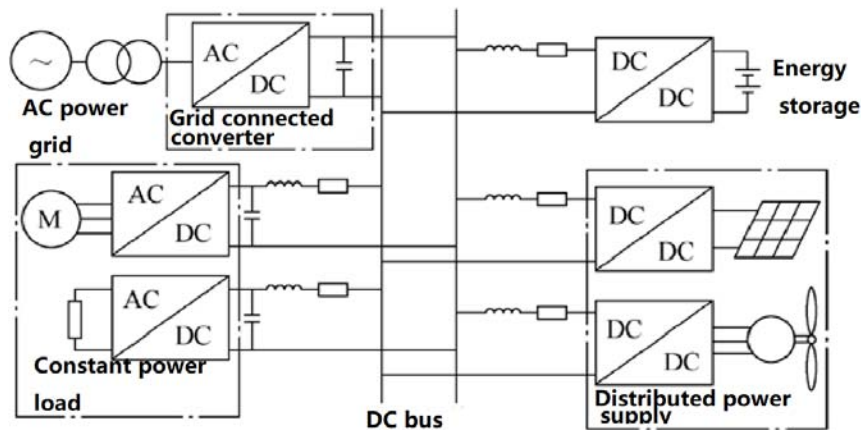 AC
DC
~
AC power
grid
Grid connected
converter
DC
DC
Energy
storage
M
AC
DC
AC
DC
Constant power
load
DC bus
DC
DC
DC
DC
Distributed power
supply